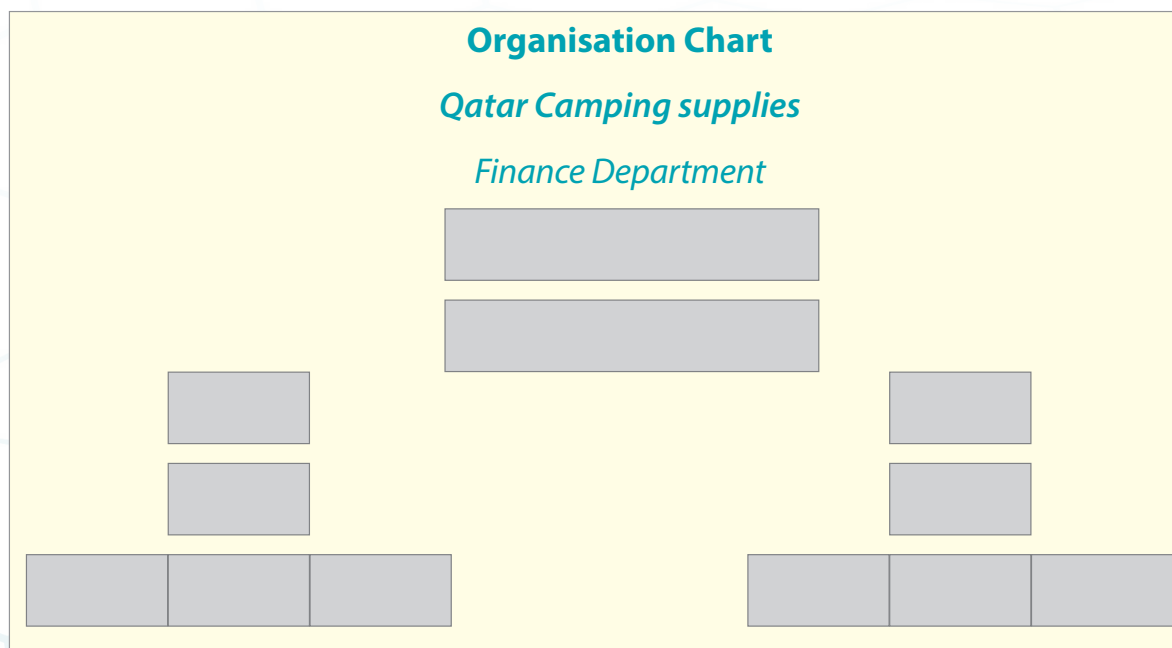 Organisation Chart
Qatar Camping supplies
Finance Department